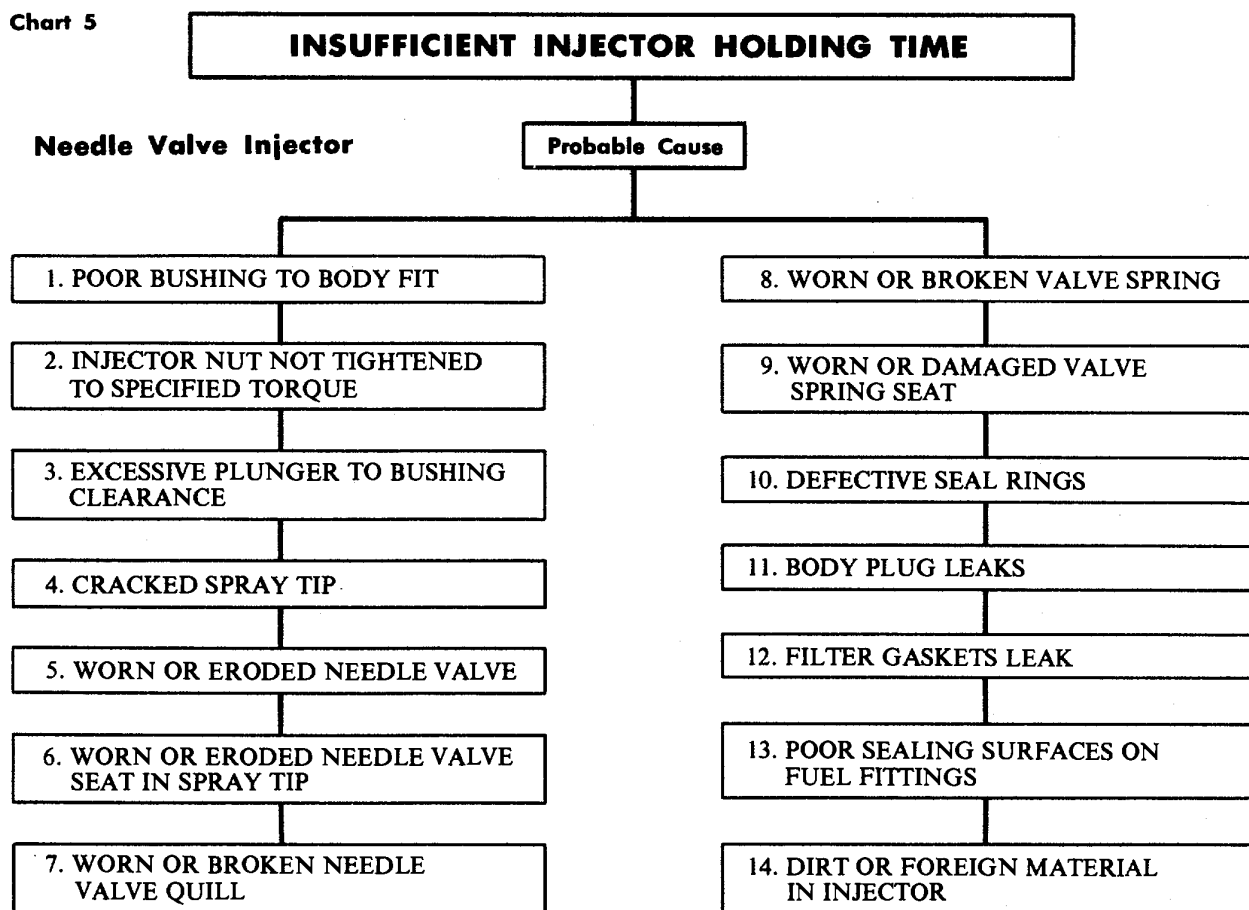 Chart 5
INSUFFICIENT INJECTOR HOLDING TIME
Needle Valve Injector
Probable Cause
1. POOR BUSHING TO BODY FIT
2. INJECTOR NUT NOT TIGHTENED
TO SPECIFIED TORQUE
3. EXCESSIVE PLUNGER TO BUSHING
CLEARANCE
4. CRACKED SPRAY TIP
5. WORN OR ERODED NEEDLE VALVE
6. WORN OR ERODED NEEDLE VALVE
SEAT IN SPRAY TIP
7. WORN OR BROKEN NEEDLE
VALVE QUILL
8. WORN OR BROKEN VALVE SPRING
9. WORN OR DAMAGED VALVE
SPRING SEAT
10. DEFECTIVE SEAL RINGS
11. BODY PLUG LEAKS
12. FILTER GASKETS LEAK
13. POOR SEALING SURFACES ON
FUEL FITTINGS
14. DIRT OR FOREIGN MATERIAL
IN INJECTOR